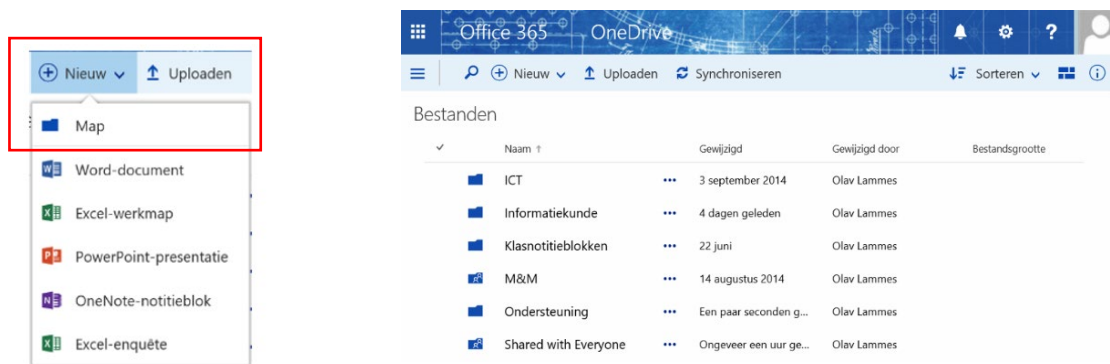 Nieuw Uploaden
Map
Word-document
Excel-werkmap
PowerPoint-presentatie
OneNote-notitieblok
Excel-enquête
Office 365 OneDrive ?
Nieuw Uploaden Synchroniseren Sorteren
Bestanden
Naam ↑ Gewijzigd Gewijzigd door Bestandsgrootte
ICT ••• 3 september 2014 Olav Lammes
Informatiekunde ••• 4 dagen geleden Olav Lammes
Klasnotitieblokken ••• 22 juni Olav Lammes
M&M ••• 14 augustus 2014 Olav Lammes
Ondersteuning ••• Een paar seconden g... Olav Lammes
Shared with Everyone ••• Ongeveer een uur ge... Olav Lammes